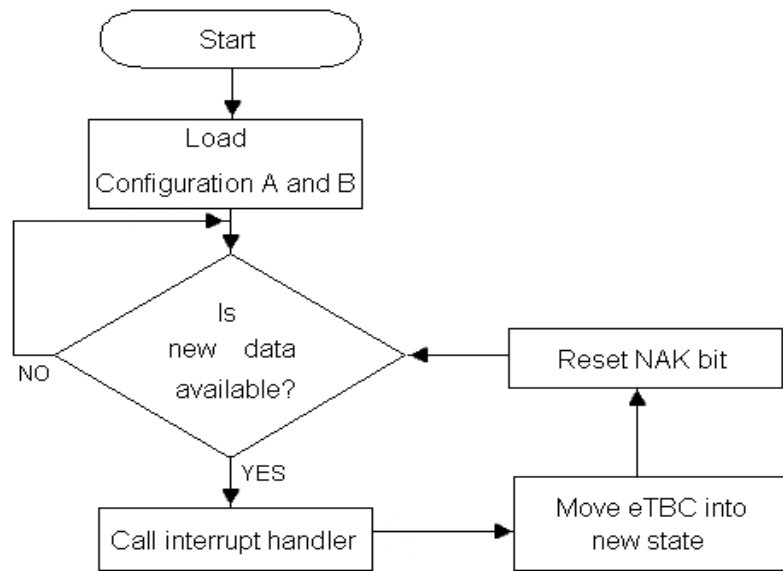 Start
Load
Configuration A and B
Is
new data
available?
NO
YES
Call interrupt handler
Move eTBC into
new state
Reset NAK bit